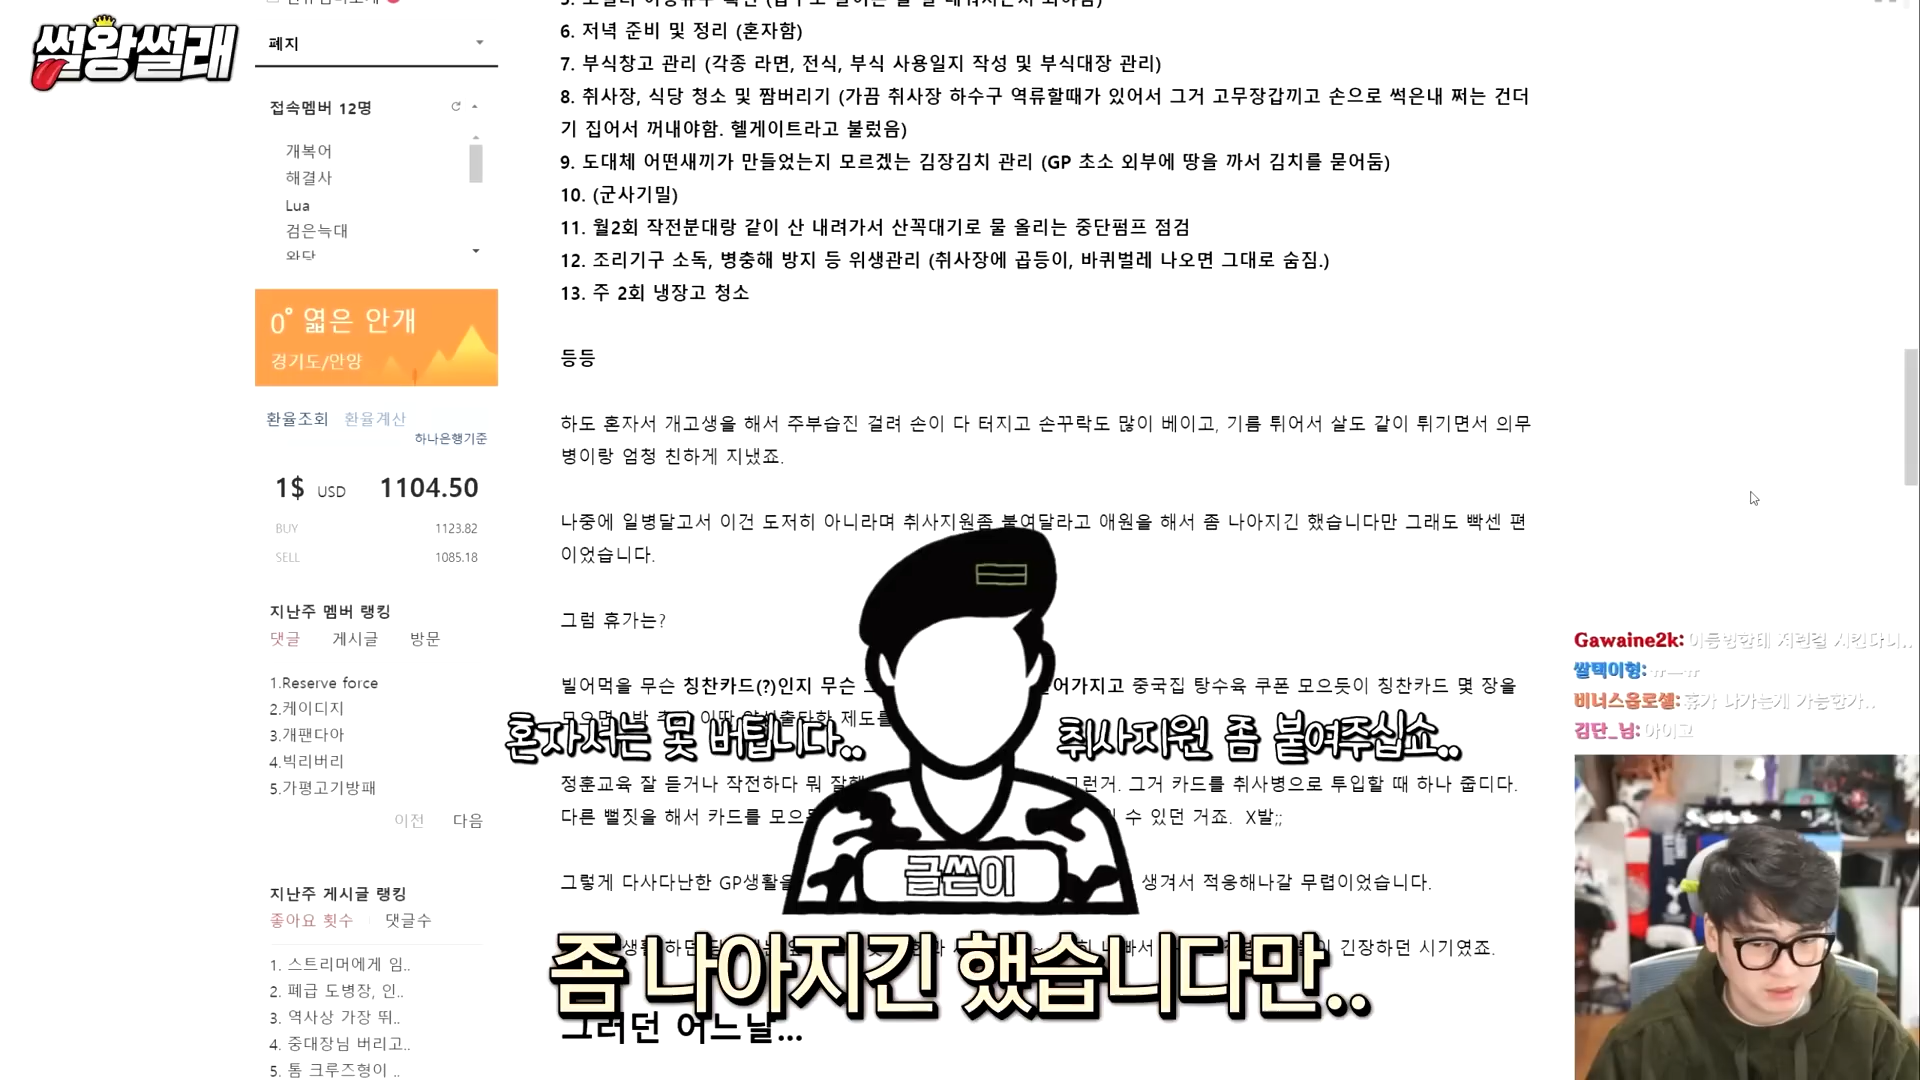 썰왕썰래
폐지
접속멤버 12명
개복어
해결사
Lua
검은늑대
와당
0° 엷은 안개
경기도/안양
환율조회 환율계산
하나은행기준
1$ USD 1104.50
BUY 1123.82
SELL 1085.18
지난주 멤버 랭킹
댓글 게시글 방문
1.Reserve force
2.케이디지
3.개팬다아
4.빅리버리
5.가평고기방패
이전 다음
지난주 게시글 랭킹
좋아요 횟수 댓글수
1. 스트리머에게 임..
2. 폐급 도병장, 인..
3. 역사상 가장 뛰..
4. 중대장님 버리고..
5. 톰 크루즈형이 ..
6. 저녁 준비 및 정리 (혼자함)
7. 부식창고 관리 (각종 라면, 전식, 부식 사용일지 작성 및 부식대장 관리)
8. 취사장, 식당 청소 및 짬버리기 (가끔 취사장 하수구 역류할때가 있어서 그거 고무장갑끼고 손으로 썩은내 쩌는 건더
기 집어서 꺼내야함. 헬게이트라고 불렀음)
9. 도대체 어떤새끼가 만들었는지 모르겠는 김장김치 관리 (GP 초소 외부에 땅을 까서 김치를 묻어둠)
10. (군사기밀)
11. 월2회 작전분대랑 같이 산 내려가서 산꼭대기로 물 올리는 중단펌프 점검
12. 조리기구 소독, 병충해 방지 등 위생관리 (취사장에 곱등이, 바퀴벌레 나오면 그대로 숨짐.)
13. 주 2회 냉장고 청소
등등
하도 혼자서 개고생을 해서 주부습진 걸려 손이 다 터지고 손꾸락도 많이 베이고, 기름 튀어서 살도 같이 튀기면서 의무
병이랑 엄청 친하게 지냈죠.
나중에 일병달고서 이건 도저히 아니라며 취사지원좀 붙여달라고 애원을 해서 좀 나아지긴 했습니다만 그래도 빡센 편
이었습니다.
그럼 휴가는?
빌어먹을 무슨 칭찬카드(?)인지 무슨 어가지고 중국집 탕수육 쿠폰 모으듯이 칭찬카드 몇 장을
모으면
혼자서는 못 버팁니다..
취사지원 좀 붙여주십쇼..
정훈교육 잘 듣거나 작전하다 뭐 그런거. 그거 카드를 취사병으로 투입할 때 하나 줍디다.
다른 뻘짓을 해서 카드를 수 있던 거죠. X발;;
글쓴이
그렇게 다사다난한 GP생활을 생겨서 적응해나갈 무렵이었습니다.
긴장하던 시기였죠.
좀 나아지긴 했습니다만..
그러던 어느날...
Gawaine2k: 이등병한테 저런걸 시킨다니..
쌀택이형: ㅠㅡㅠ
비너스음로셀: 휴가 나가는게 가능한가..
김단_님: 아이고